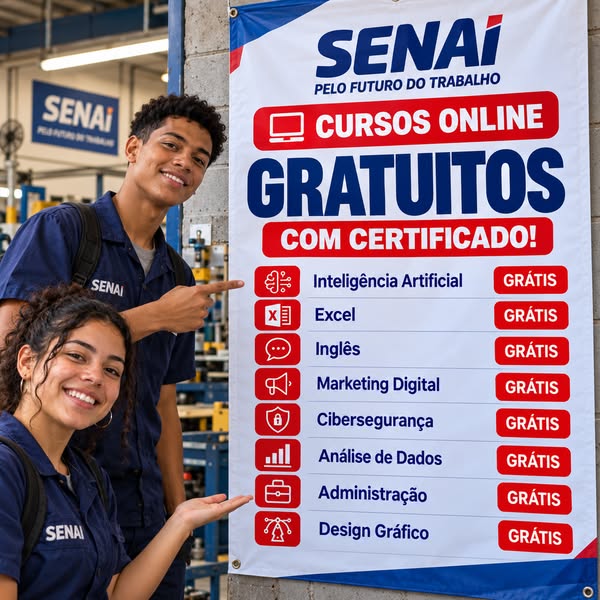 SENAI
PELO FUTURO DO TRABALHO
CURSOS ONLINE
GRATUITOS
COM CERTIFICADO!
Inteligência Artificial GRÁTIS
Excel GRÁTIS
Inglês GRÁTIS
Marketing Digital GRÁTIS
Cibersegurança GRÁTIS
Análise de Dados GRÁTIS
Administração GRÁTIS
Design Gráfico GRÁTIS
SENAI
PELO FUTURO DO TRABALHO
SENAI
SENAI
X